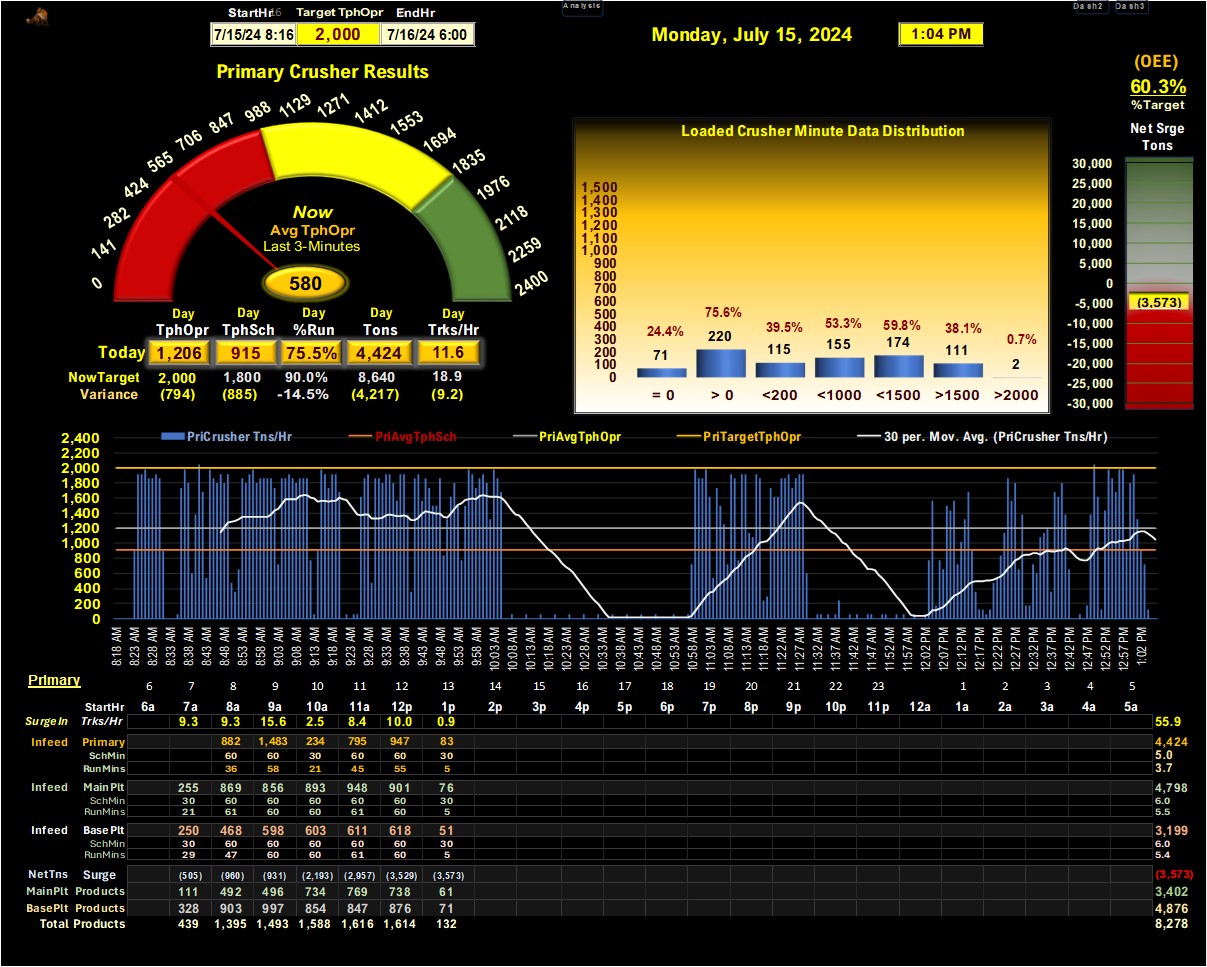 Analysis Dash2 Dash3
StartHr 16 Target TphOpr EndHr
7/15/24 8:16 2,000 7/16/24 6:00
Monday, July 15, 2024 1:04 PM
(OEE)
60.3%
%Target
Net Srge
Tons
Primary Crusher Results
0 141 282 424 565 706 847 988 1129 1271 1412 1553 1694 1835 1976 2118 2259 2400
Now
Avg TphOpr
Last 3-Minutes
580
Day Day Day Day Day
TphOpr TphSch %Run Tons Trks/Hr
Today 1,206 915 75.5% 4,424 11.6
NowTarget 2,000 1,800 90.0% 8,640 18.9
Variance (794) (885) -14.5% (4,217) (9.2)
Loaded Crusher Minute Data Distribution
1,500
1,400
1,300
1,200
1,100
1,000
900
800
700
600
500
400
300
200
100
0
24.4% 75.6% 39.5% 53.3% 59.8% 38.1% 0.7%
71 220 115 155 174 111 2
= 0 > 0 <200 <1000 <1500 >1500 >2000
30,000
25,000
20,000
15,000
10,000
5,000
0
-5,000
-10,000
-15,000
-20,000
-25,000
-30,000
(3,573)
PriCrusher Tns/Hr PriAvgTphSch PriAvgTphOpr PriTargetTphOpr 30 per. Mov. Avg. (PriCrusher Tns/Hr)
2,400
2,200
2,000
1,800
1,600
1,400
1,200
1,000
800
600
400
200
0
8:18 AM 8:23 AM 8:28 AM 8:33 AM 8:38 AM 8:43 AM 8:48 AM 8:53 AM 8:58 AM 9:03 AM 9:08 AM 9:13 AM 9:18 AM 9:23 AM 9:28 AM 9:33 AM 9:38 AM 9:43 AM 9:48 AM 9:53 AM 9:58 AM 10:03 AM 10:08 AM 10:13 AM 10:18 AM 10:23 AM 10:28 AM 10:33 AM 10:38 AM 10:43 AM 10:48 AM 10:53 AM 10:58 AM 11:03 AM 11:08 AM 11:12 AM 11:17 AM 11:22 AM 11:27 AM 11:32 AM 11:37 AM 11:42 AM 11:47 AM 11:52 AM 11:57 AM 12:02 PM 12:07 PM 12:12 PM 12:17 PM 12:22 PM 12:27 PM 12:32 PM 12:37 PM 12:42 PM 12:47 PM 12:52 PM 12:57 PM 1:02 PM
Primary
6 7 8 9 10 11 12 13 14 15 16 17 18 19 20 21 22 23 1 2 3 4 5
StartHr 6a 7a 8a 9a 10a 11a 12p 1p 2p 3p 4p 5p 6p 7p 8p 9p 10p 11p 12a 1a 2a 3a 4a 5a
SurgeIn Trks/Hr 9.3 9.3 15.6 2.5 8.4 10.0 0.9 55.9
Infeed Primary 882 1,483 234 795 947 83 4,424
SchMin 60 60 30 60 60 30 5.0
RunMins 36 58 21 45 55 5 3.7
Infeed Main Plt 255 869 856 893 948 901 76 4,798
SchMin 30 60 60 60 60 60 30 6.0
RunMins 21 61 60 60 61 60 5 5.5
Infeed Base Plt 250 468 598 603 611 618 51 3,199
SchMin 30 60 60 60 60 60 30 6.0
RunMins 29 47 60 60 61 60 5 5.4
NetTns Surge (505) (960) (931) (2,193) (2,957) (3,529) (3,573) (3,573)
MainPlt Products 111 492 496 734 769 738 61 3,402
BasePlt Products 328 903 997 854 847 876 71 4,876
Total Products 439 1,395 1,493 1,588 1,616 1,614 132 8,278